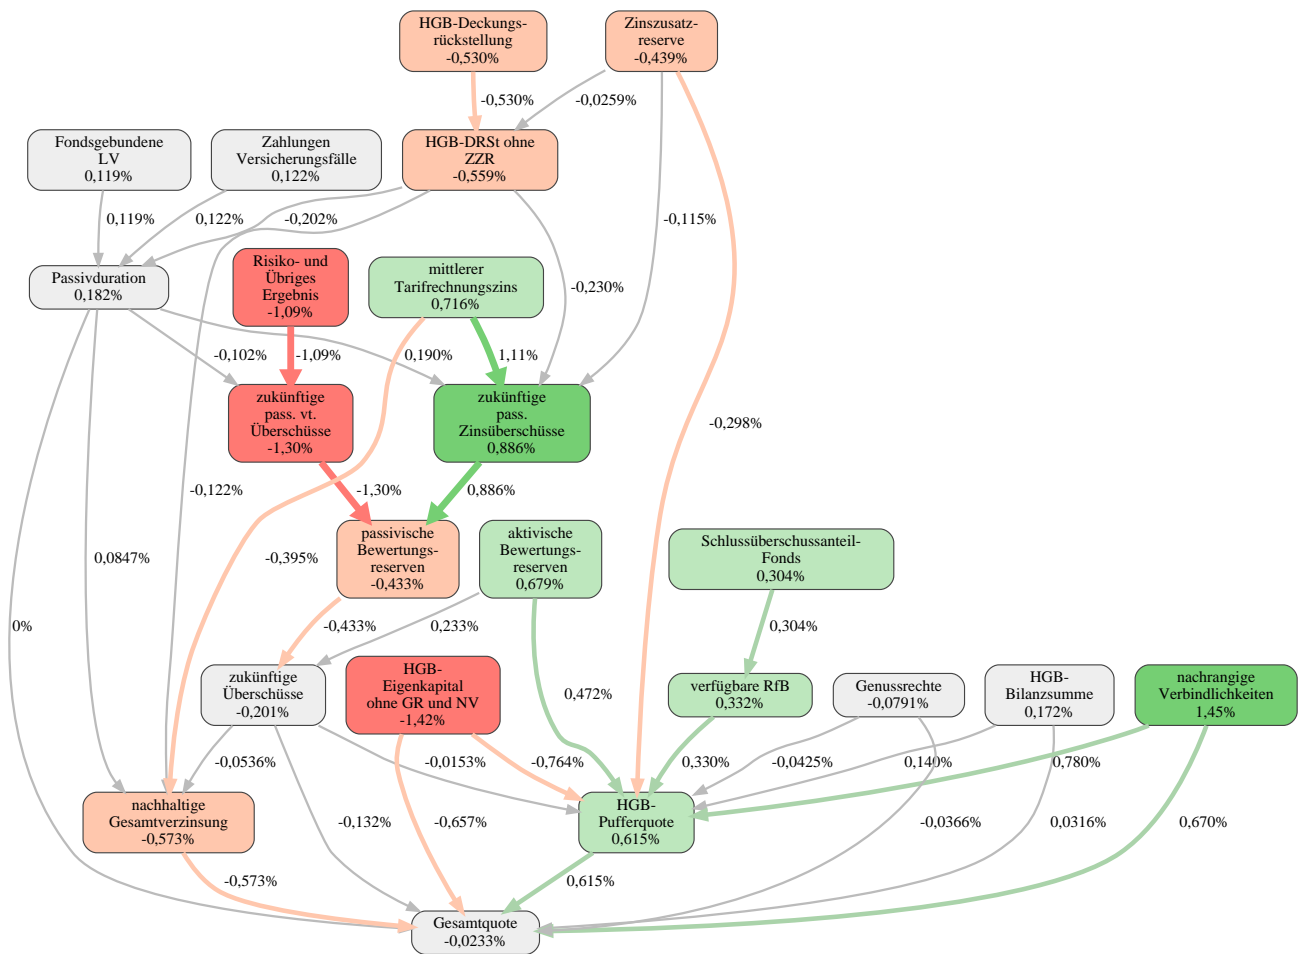 HGB-Deckungs-
rückstellung
-0,530%
Zinszusatz-
reserve
-0,439%
-0,530%
-0,0259%
Fondsgebundene
LV
0,119%
Zahlungen
Versicherungsfälle
0,122%
HGB-DRSt ohne
ZZR
-0,559%
0,119%
0,122%
-0,202%
-0,115%
Passivduration
0,182%
Risiko- und
Übriges
Ergebnis
-1,09%
mittlerer
Tarifrechnungszins
0,716%
-0,230%
-0,102%
-1,09%
0,190%
1,11%
zukünftige
pass. vt.
Überschüsse
-1,30%
zukünftige
pass.
Zinsüberschüsse
0,886%
-0,298%
-0,122%
-1,30%
0,886%
passivische
Bewertungs-
reserven
-0,433%
aktivische
Bewertungs-
reserven
0,679%
Schlussüberschussanteil-
Fonds
0,304%
0,0847%
-0,395%
0%
-0,433%
0,233%
0,304%
zukünftige
Überschüsse
-0,201%
HGB-
Eigenkapital
ohne GR und NV
-1,42%
0,472%
verfügbare RfB
0,332%
Genussrechte
-0,0791%
HGB-
Bilanzsumme
0,172%
nachrangige
Verbindlichkeiten
1,45%
-0,0536%
-0,0153%
-0,764%
0,330%
-0,0425%
0,140%
0,780%
nachhaltige
Gesamtverzinsung
-0,573%
-0,132%
-0,657%
HGB-
Pufferquote
0,615%
-0,0366%
0,0316%
0,670%
-0,573%
0,615%
Gesamtquote
-0,0233%